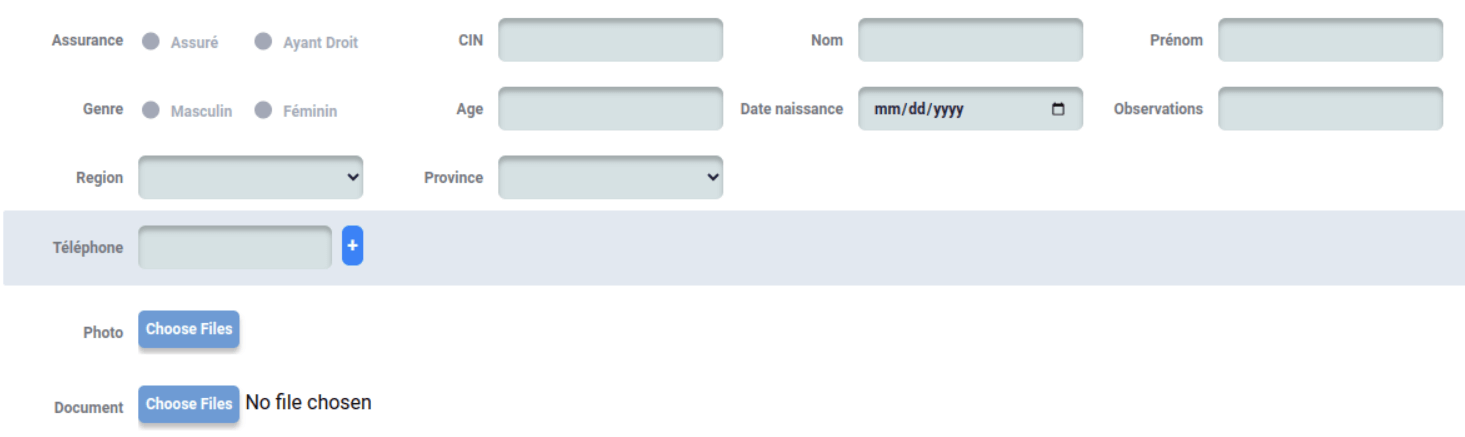 Assurance Assuré Ayant Droit CIN Nom Prénom
Genre Masculin Féminin Age Date naissance mm/dd/yyyy Observations
Region Province
Téléphone +
Photo Choose Files
Document Choose Files No file chosen